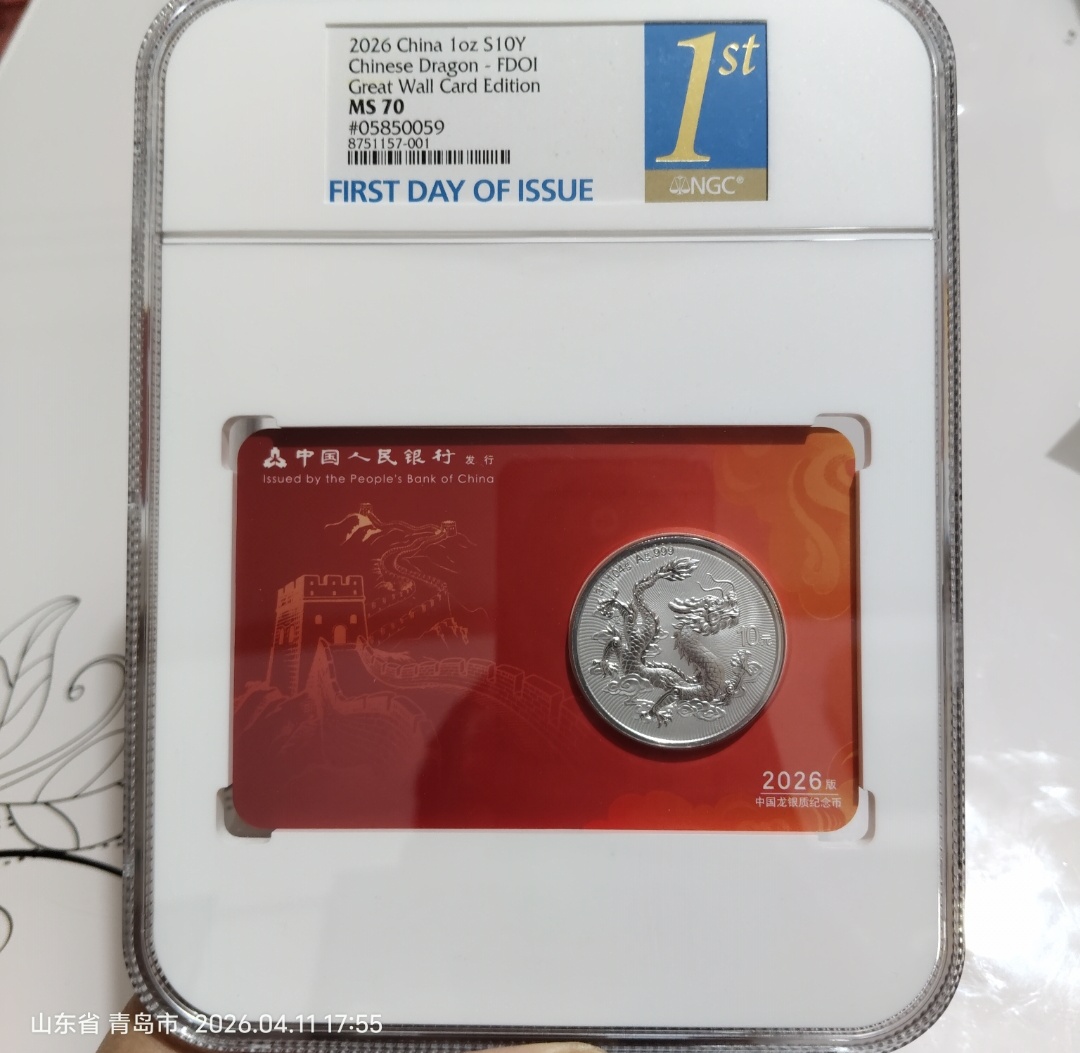 2026 China 1oz S10Y
Chinese Dragon - FDOI
Great Wall Card Edition
MS 70
#05850059
8751157-001
FIRST DAY OF ISSUE
1st
NGC®
中国人民银行 发行
Issued by the People's Bank of China
Ag 999
10元
2026版
中国龙银质纪念币
山东省 青岛市, 2026.04.11 17:55